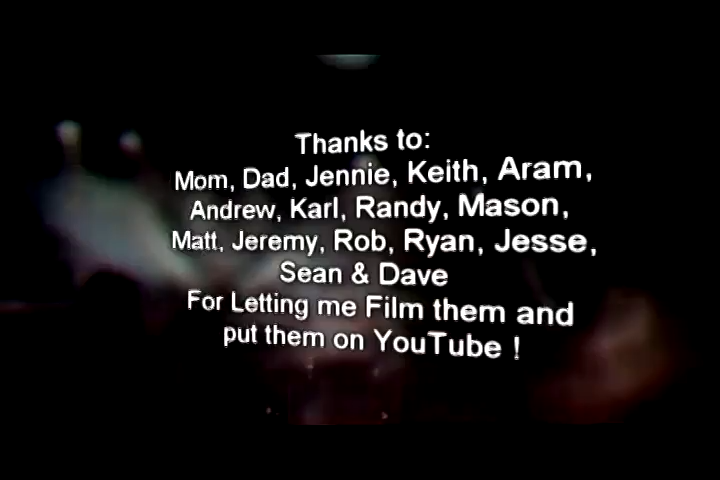 Thanks to:
Mom, Dad, Jennie, Keith, Aram,
Andrew, Karl, Randy, Mason,
Matt, Jeremy, Rob, Ryan, Jesse,
Sean & Dave
For Letting me Film them and
put them on YouTube !